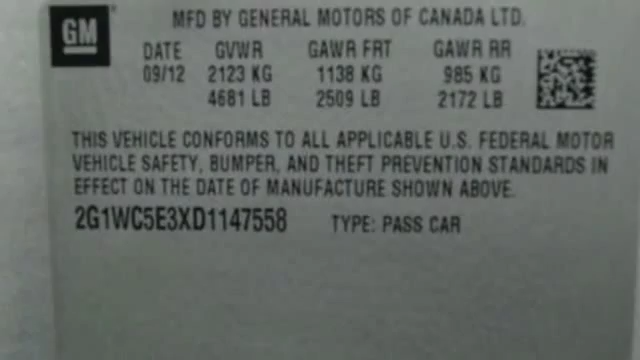 GM
MFD BY GENERAL MOTORS OF CANADA LTD.
DATE GVWR GAWR FRT GAWR RR
09/12 2123 KG 1138 KG 985 KG
4681 LB 2509 LB 2172 LB
THIS VEHICLE CONFORMS TO ALL APPLICABLE U.S. FEDERAL MOTOR
VEHICLE SAFETY, BUMPER, AND THEFT PREVENTION STANDARDS IN
EFFECT ON THE DATE OF MANUFACTURE SHOWN ABOVE.
2G1WC5E3XD1147558 TYPE: PASS CAR